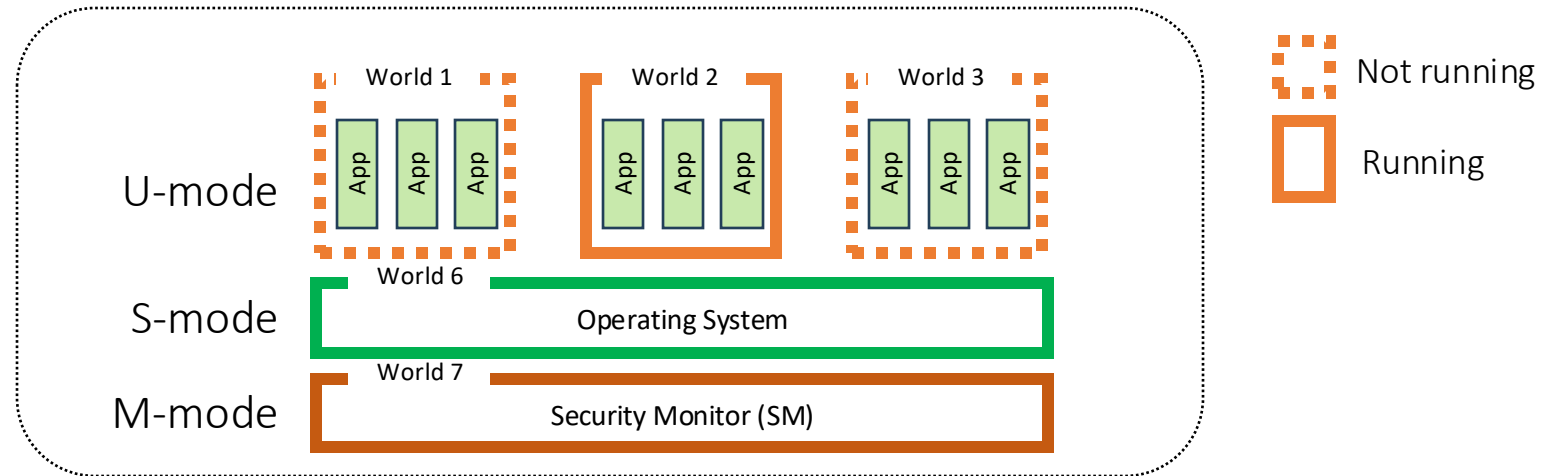 World 1
World 2
World 3
Not running
App
App
App
App
App
App
App
App
App
Running
U-mode
World 6
S-mode
Operating System
World 7
M-mode
Security Monitor (SM)